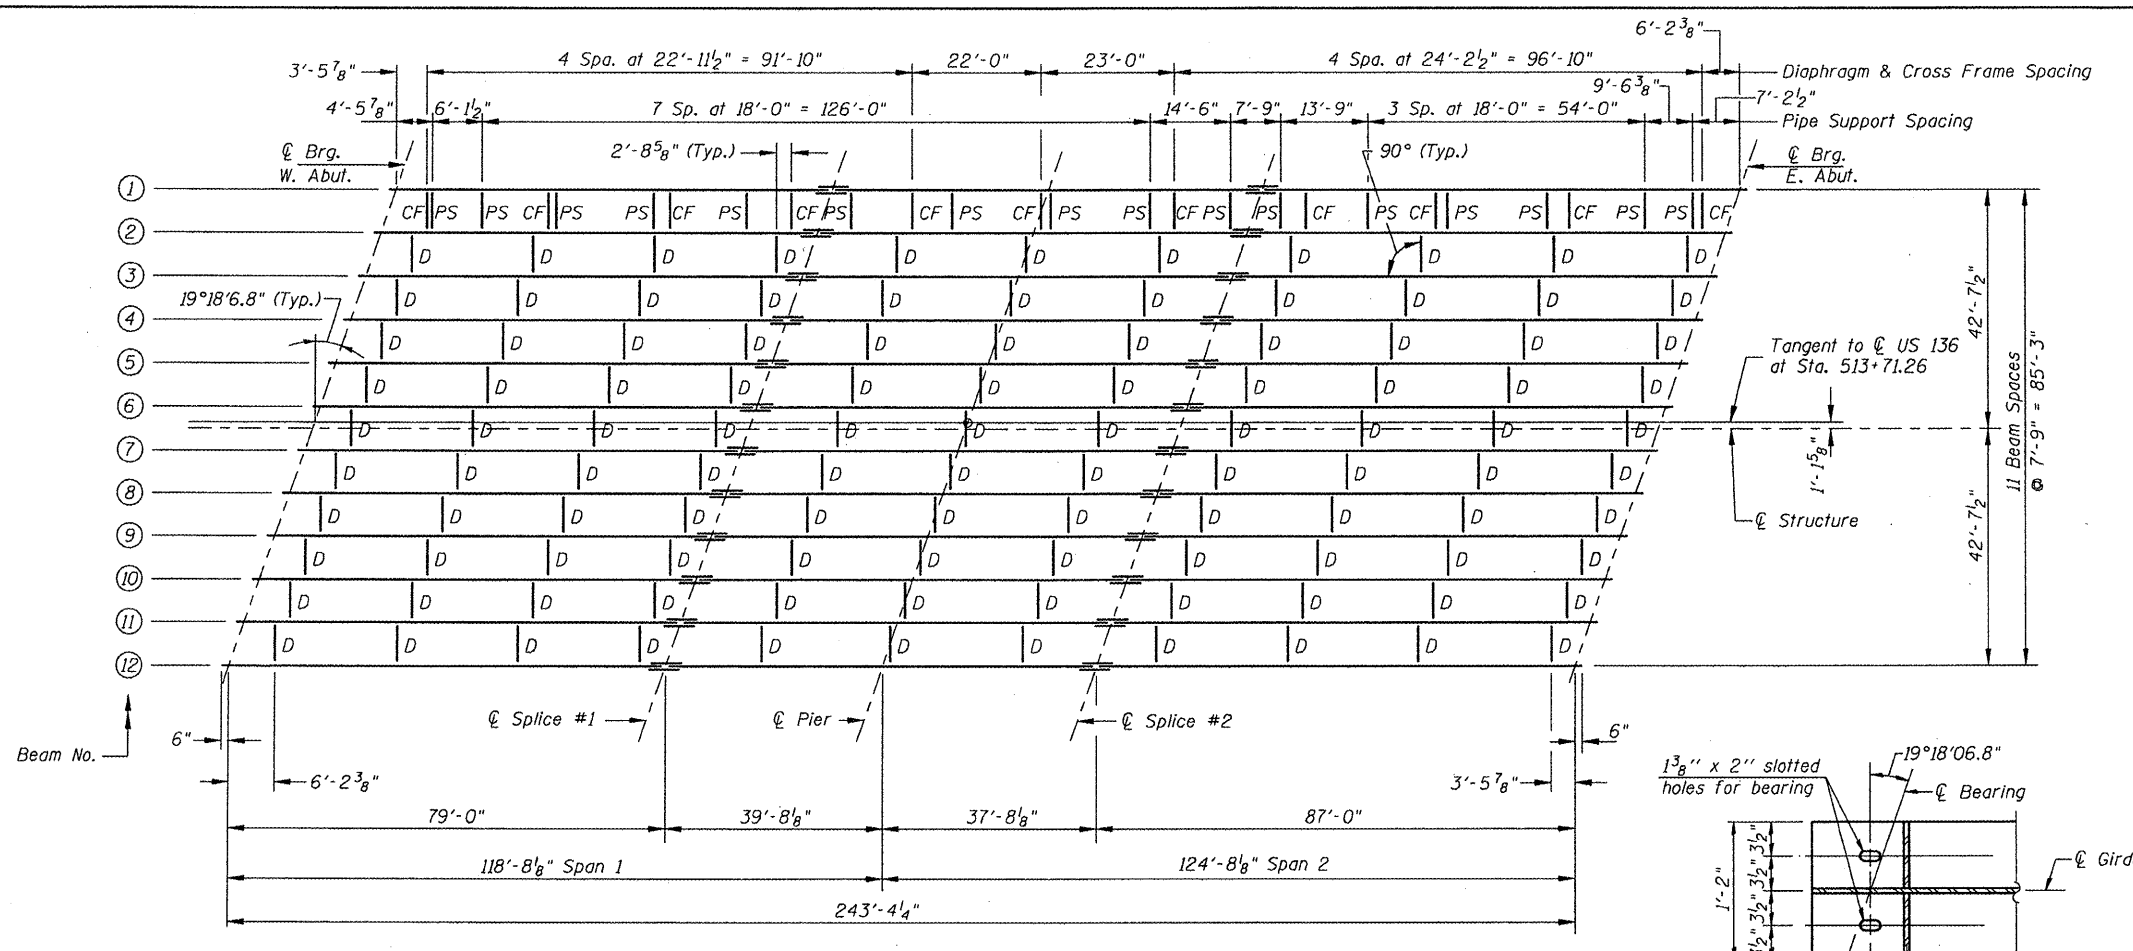 6'-2 3/8"
4 Spa. at 22'-11 1/2" = 91'-10"
22'-0"
23'-0"
4 Spa. at 24'-2 1/2" = 96'-10"
3'-5 7/8"
Diaphragm & Cross Frame Spacing
9'-6 3/8"
7'-2 1/2"
4'-5 7/8"
6'-1 1/2"
7 Sp. at 18'-0" = 126'-0"
14'-6"
7'-9"
13'-9"
3 Sp. at 18'-0" = 54'-0"
Pipe Support Spacing
2'-8 5/8" (Typ.)
90° (Typ.)
℄ Brg.
W. Abut.
℄ Brg.
E. Abut.
1
CF PS PS CF PS PS CF PS CF PS CF PS CF PS PS CF PS PS CF PS CF PS PS CF PS PS CF
2
D D D D D D D D D D D
3
D D D D D D D D D D D
19°18'6.8" (Typ.)
4
D D D D D D D D D D D
5
D D D D D D D D D D D
6
D D D D D D D D D D D
7
D D D D D D D D D D D
8
D D D D D D D D D D D
9
D D D D D D D D D D D
10
D D D D D D D D D D D
11
D D D D D D D D D D D
12
42'-7 1/2"
42'-7 1/2"
11 Beam Spaces
@ 7'-9" = 85'-3"
Tangent to ℄ US 136
at Sta. 513+71.26
1'-1 5/8"
℄ Structure
℄ Splice #1
℄ Pier
℄ Splice #2
Beam No.
6"
6'-2 3/8"
6"
3'-5 7/8"
79'-0"
39'-8 1/8"
37'-8 1/8"
87'-0"
118'-8 1/8" Span 1
124'-8 1/8" Span 2
243'-4 1/4"
1 3/8" x 2" slotted
holes for bearing
19°18'06.8"
℄ Bearing
1'-2"
3 1/2"
3 1/2"
3 1/2"
℄ Gird